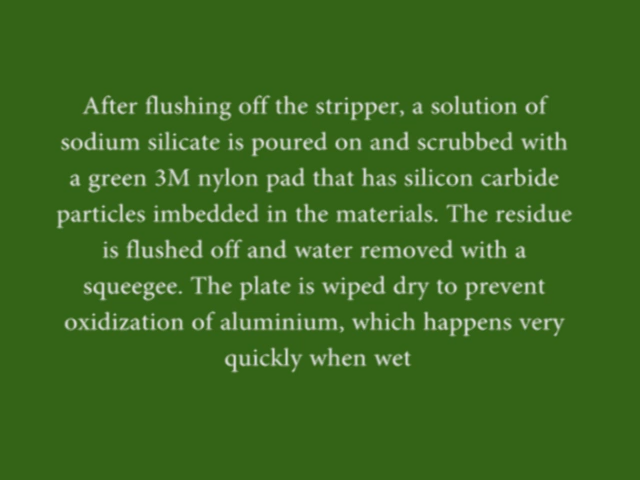 After flushing off the stripper, a solution of
sodium silicate is poured on and scrubbed with
a green 3M nylon pad that has silicon carbide
particles imbedded in the materials. The residue
is flushed off and water removed with a
squeegee. The plate is wiped dry to prevent
oxidization of aluminium, which happens very
quickly when wet